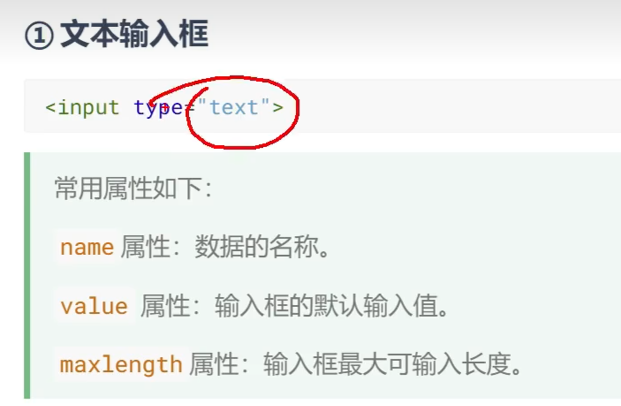 ① 文本输入框
<input type="text">
常用属性如下：
name 属性：数据的名称。
value 属性：输入框的默认输入值。
maxlength 属性：输入框最大可输入长度。